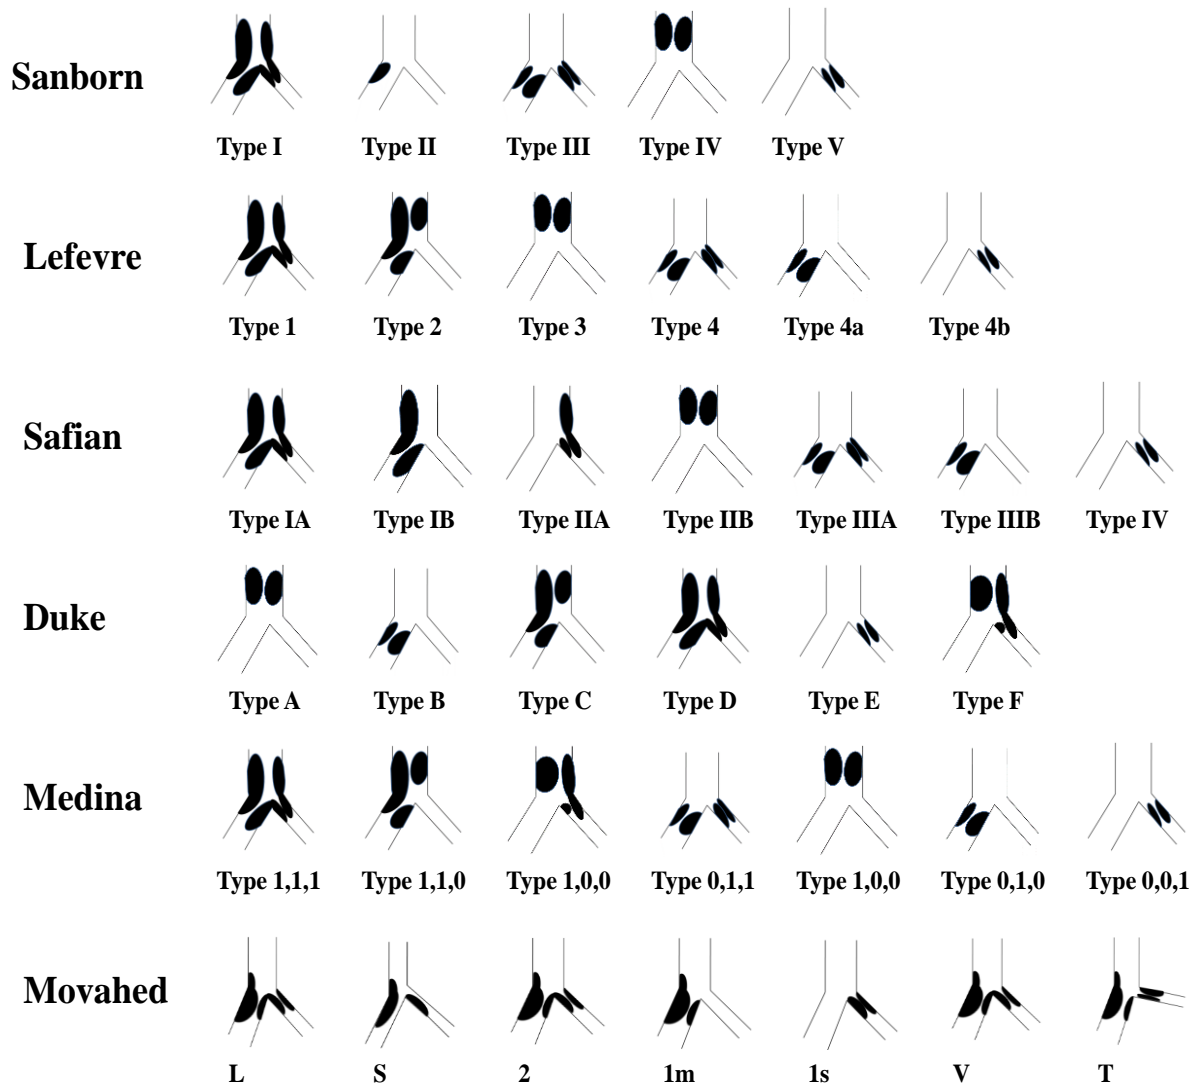 Sanborn
Type I Type II Type III Type IV Type V
Lefevre
Type 1 Type 2 Type 3 Type 4 Type 4a Type 4b
Safian
Type IA Type IB Type IIA Type IIB Type IIIA Type IIIB Type IV
Duke
Type A Type B Type C Type D Type E Type F
Medina
Type 1,1,1 Type 1,1,0 Type 1,0,0 Type 0,1,1 Type 1,0,0 Type 0,1,0 Type 0,0,1
Movahed
L S 2 1m 1s V T